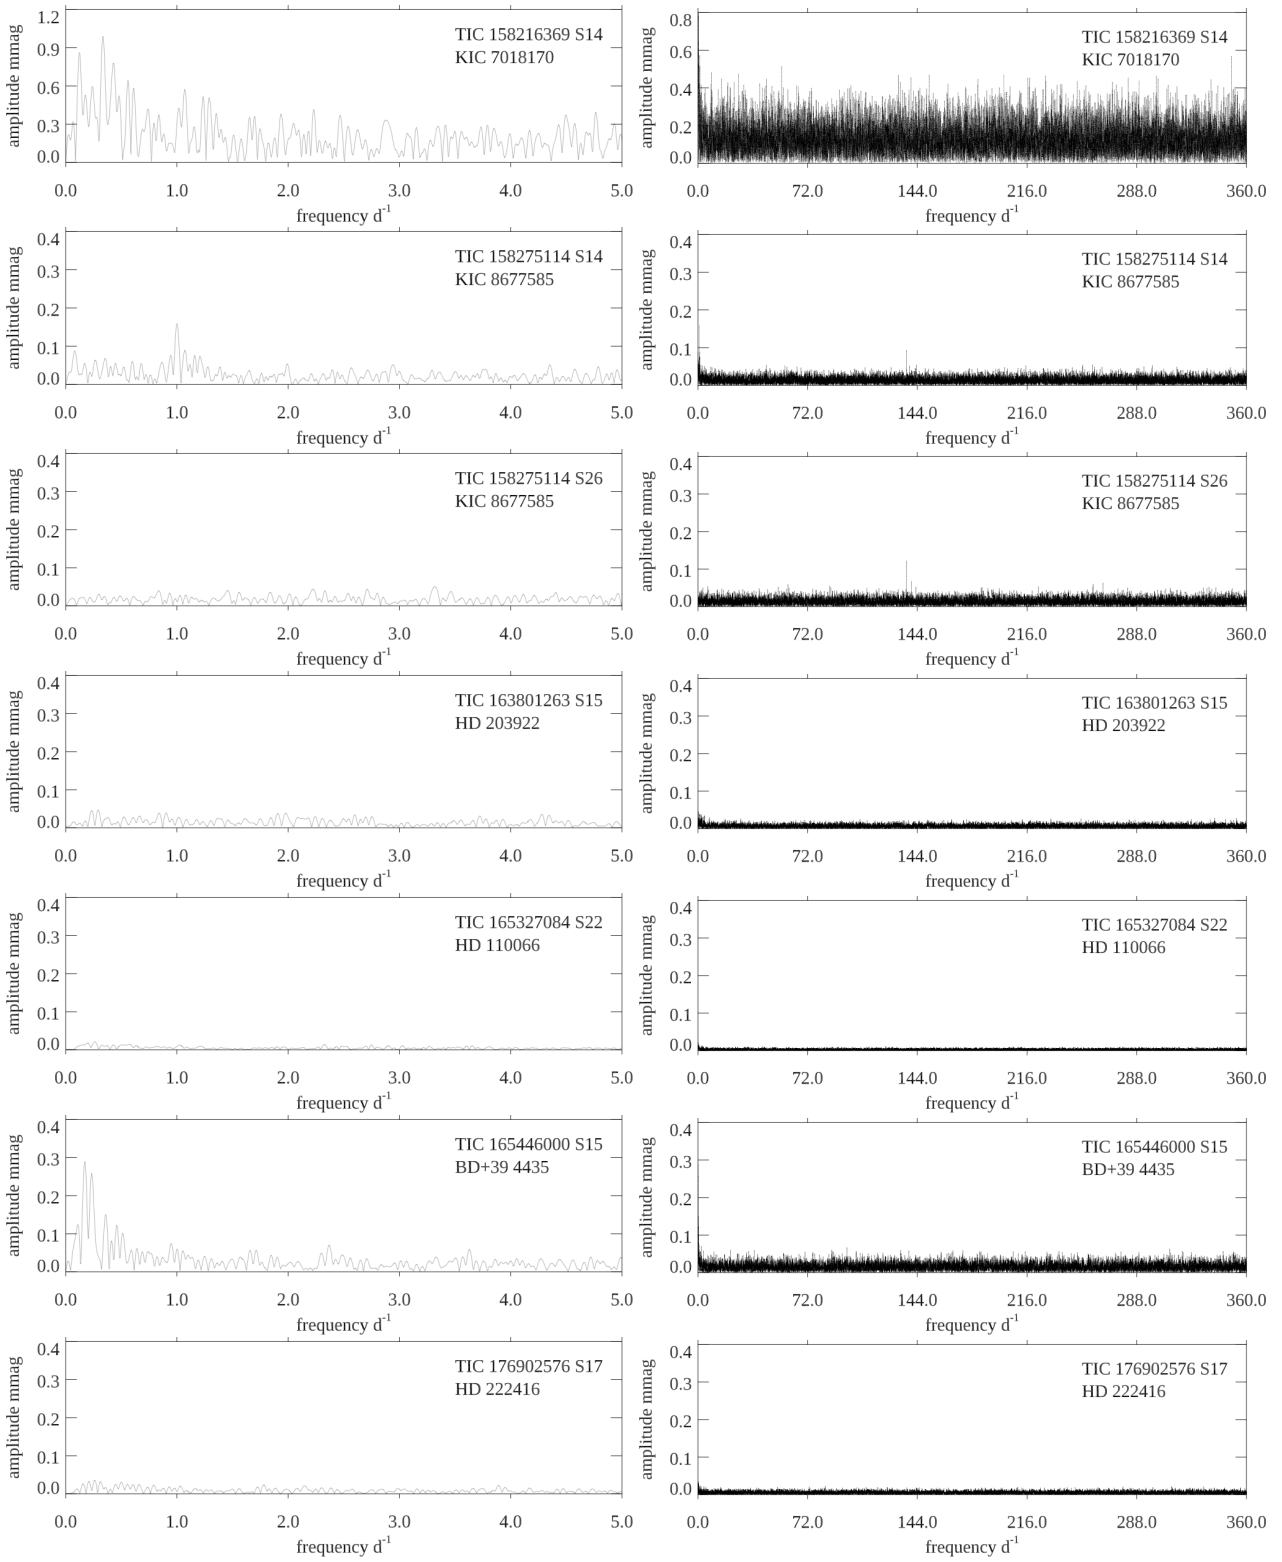 1.2
0.9
0.6
0.3
0.0
amplitude mmag
TIC 158216369 S14
KIC 7018170
0.0 1.0 2.0 3.0 4.0 5.0
frequency d-1
0.8
0.6
0.4
0.2
0.0
amplitude mmag
TIC 158216369 S14
KIC 7018170
0.0 72.0 144.0 216.0 288.0 360.0
frequency d-1
0.4
0.3
0.2
0.1
0.0
amplitude mmag
TIC 158275114 S14
KIC 8677585
0.0 1.0 2.0 3.0 4.0 5.0
frequency d-1
0.4
0.3
0.2
0.1
0.0
amplitude mmag
TIC 158275114 S14
KIC 8677585
0.0 72.0 144.0 216.0 288.0 360.0
frequency d-1
0.4
0.3
0.2
0.1
0.0
amplitude mmag
TIC 158275114 S26
KIC 8677585
0.0 1.0 2.0 3.0 4.0 5.0
frequency d-1
0.4
0.3
0.2
0.1
0.0
amplitude mmag
TIC 158275114 S26
KIC 8677585
0.0 72.0 144.0 216.0 288.0 360.0
frequency d-1
0.4
0.3
0.2
0.1
0.0
amplitude mmag
TIC 163801263 S15
HD 203922
0.0 1.0 2.0 3.0 4.0 5.0
frequency d-1
0.4
0.3
0.2
0.1
0.0
amplitude mmag
TIC 163801263 S15
HD 203922
0.0 72.0 144.0 216.0 288.0 360.0
frequency d-1
0.4
0.3
0.2
0.1
0.0
amplitude mmag
TIC 165327084 S22
HD 110066
0.0 1.0 2.0 3.0 4.0 5.0
frequency d-1
0.4
0.3
0.2
0.1
0.0
amplitude mmag
TIC 165327084 S22
HD 110066
0.0 72.0 144.0 216.0 288.0 360.0
frequency d-1
0.4
0.3
0.2
0.1
0.0
amplitude mmag
TIC 165446000 S15
BD+39 4435
0.0 1.0 2.0 3.0 4.0 5.0
frequency d-1
0.4
0.3
0.2
0.1
0.0
amplitude mmag
TIC 165446000 S15
BD+39 4435
0.0 72.0 144.0 216.0 288.0 360.0
frequency d-1
0.4
0.3
0.2
0.1
0.0
amplitude mmag
TIC 176902576 S17
HD 222416
0.0 1.0 2.0 3.0 4.0 5.0
frequency d-1
0.4
0.3
0.2
0.1
0.0
amplitude mmag
TIC 176902576 S17
HD 222416
0.0 72.0 144.0 216.0 288.0 360.0
frequency d-1